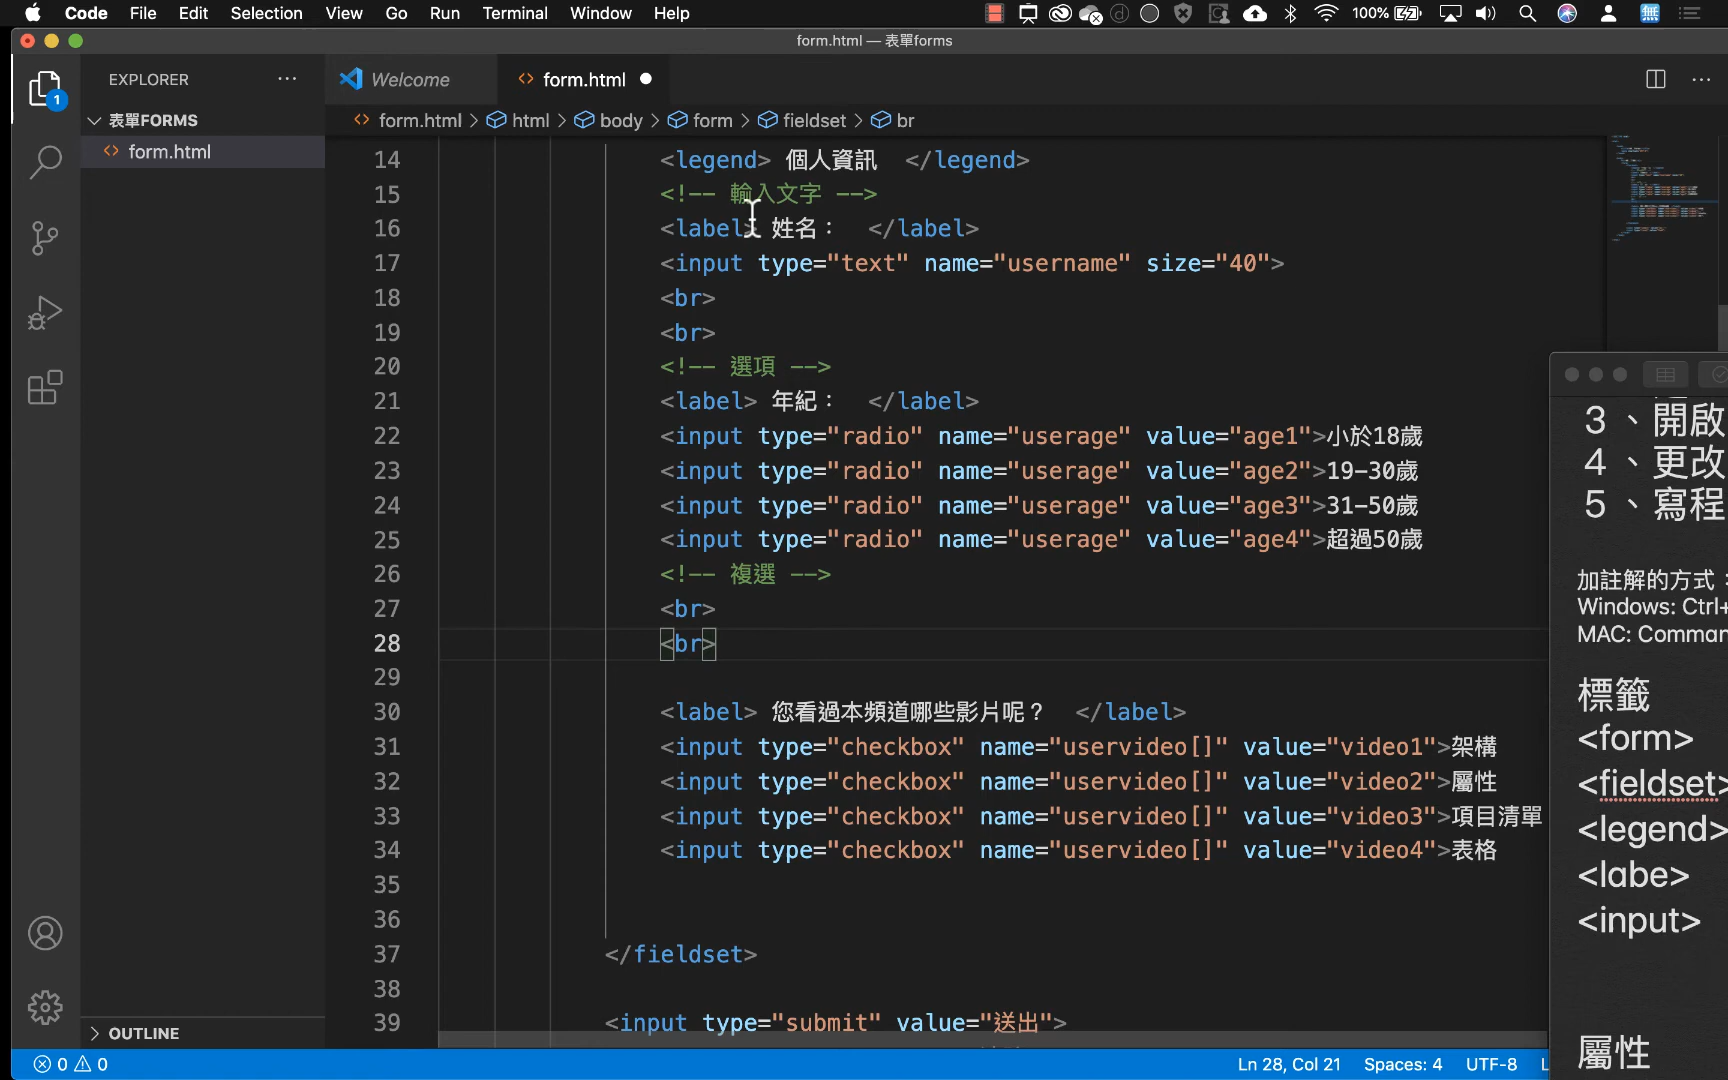 Code File Edit Selection View Go Run Terminal Window Help 100% 無
form.html — 表單forms
EXPLORER ··· Welcome form.html ···
表單FORMS form.html > html > body > form > fieldset > br
form.html
1
14 <legend> 個人資訊 </legend>
15 <!-- 輸入文字 -->
16 <label> 姓名： </label>
17 <input type="text" name="username" size="40">
18 <br>
19 <br>
20 <!-- 選項 -->
21 <label> 年紀： </label>
22 <input type="radio" name="userage" value="age1">小於18歲
23 <input type="radio" name="userage" value="age2">19-30歲
24 <input type="radio" name="userage" value="age3">31-50歲
25 <input type="radio" name="userage" value="age4">超過50歲
26 <!-- 複選 -->
27 <br>
28 <br>
29
30 <label> 您看過本頻道哪些影片呢？ </label>
31 <input type="checkbox" name="uservideo[]" value="video1">架構
32 <input type="checkbox" name="uservideo[]" value="video2">屬性
33 <input type="checkbox" name="uservideo[]" value="video3">項目清單
34 <input type="checkbox" name="uservideo[]" value="video4">表格
35
36
37 </fieldset>
38
39 <input type="submit" value="送出">
3、開啟
4、更改
5、寫程
加註解的方式：
Windows: Ctrl+
MAC: Comman
標籤
<form>
<fieldset>
<legend>
<labe>
<input>
屬性
OUTLINE
0 0 Ln 28, Col 21 Spaces: 4 UTF-8